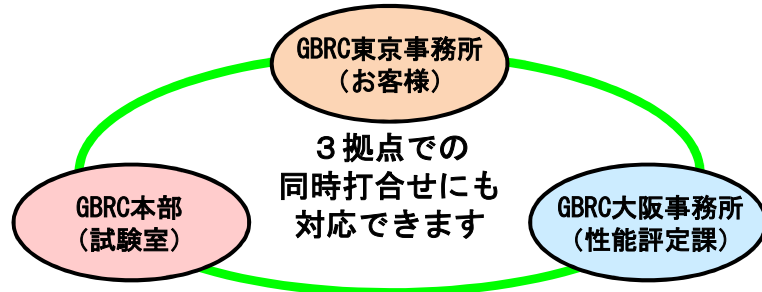 GBRC東京事務所
（お客様）
３拠点での
同時打合せにも
対応できます
GBRC本部
（試験室）
GBRC大阪事務所
（性能評定課）